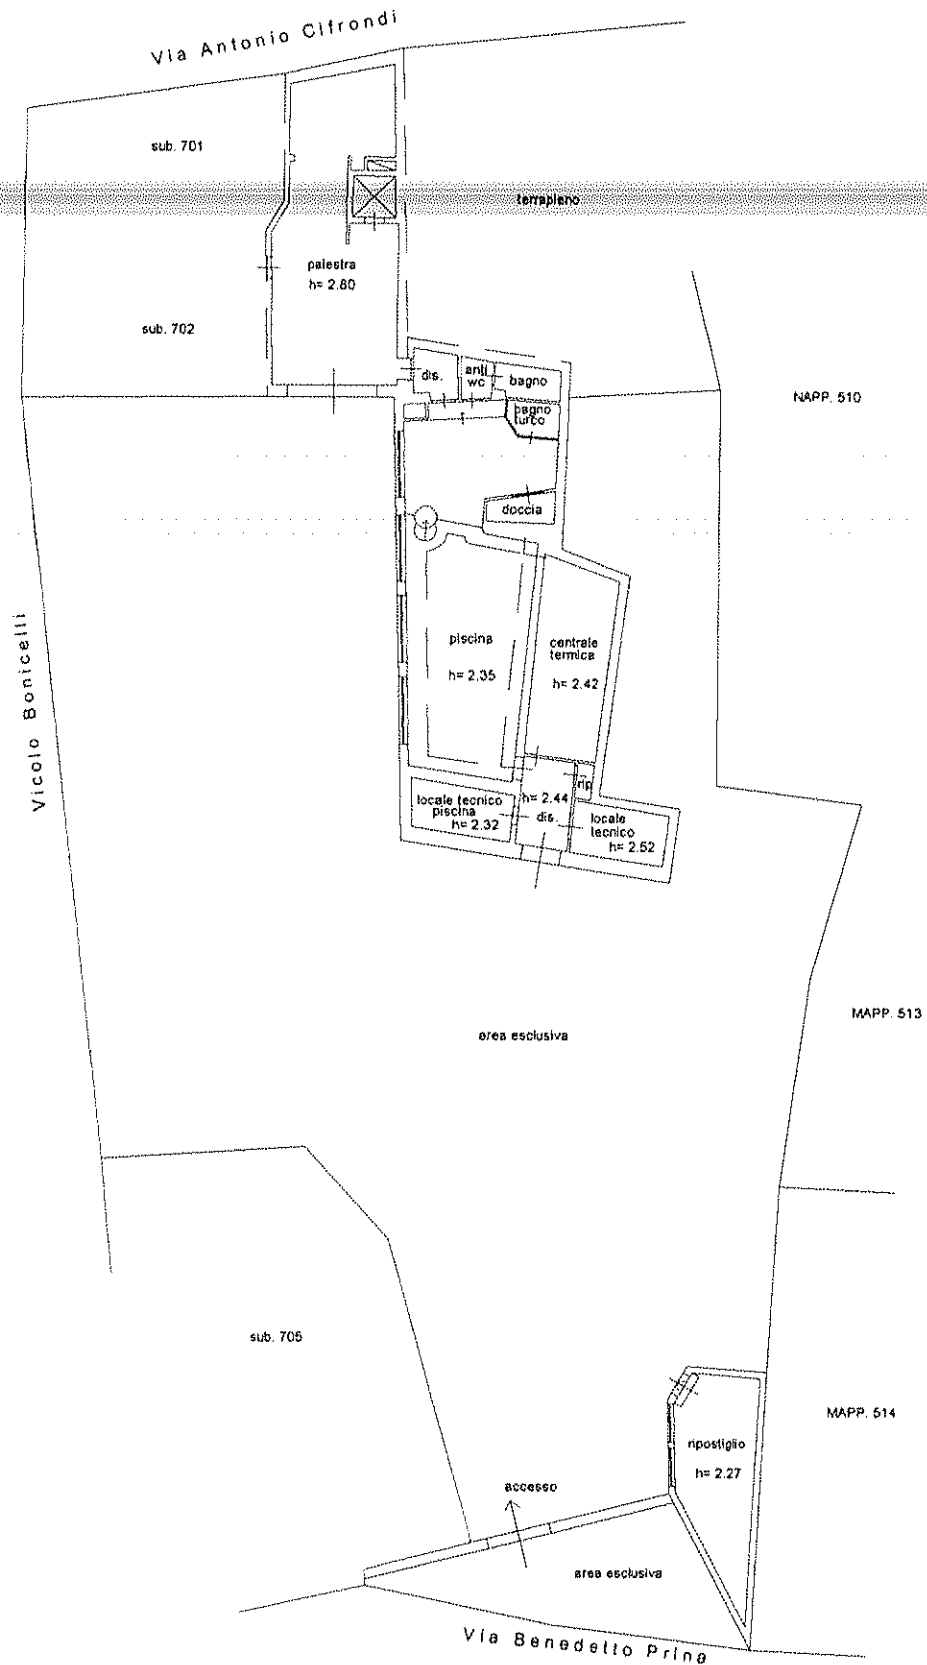 Via Antonio Cifrondi
sub. 701
terrapieno
palestra
h= 2.80
sub. 702
dis.
anti
wc
bagno
NAPP. 510
bagno
turco
doccia
Vicolo Bonicelli
piscina
h= 2.35
centrale
termica
h= 2.42
rip
locale tecnico
piscina
h= 2.32
h= 2.44
dis.
locale
tecnico
h= 2.52
area esclusiva
MAPP. 513
sub. 705
MAPP. 514
ripostiglio
h= 2.27
accesso
area esclusiva
Via Benedetto Prina